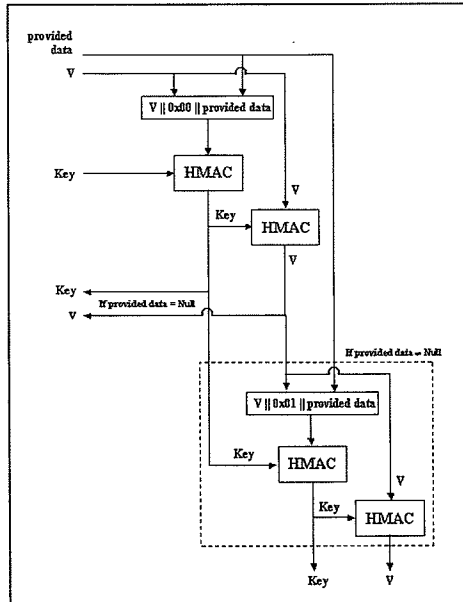 provided
data
V
V || 0x00 || provided data
Key
HMAC
V
Key
HMAC
V
Key
If provided data = Null
V
If provided data ≠ Null
V || 0x01 || provided data
Key
HMAC
V
Key
HMAC
Key
V